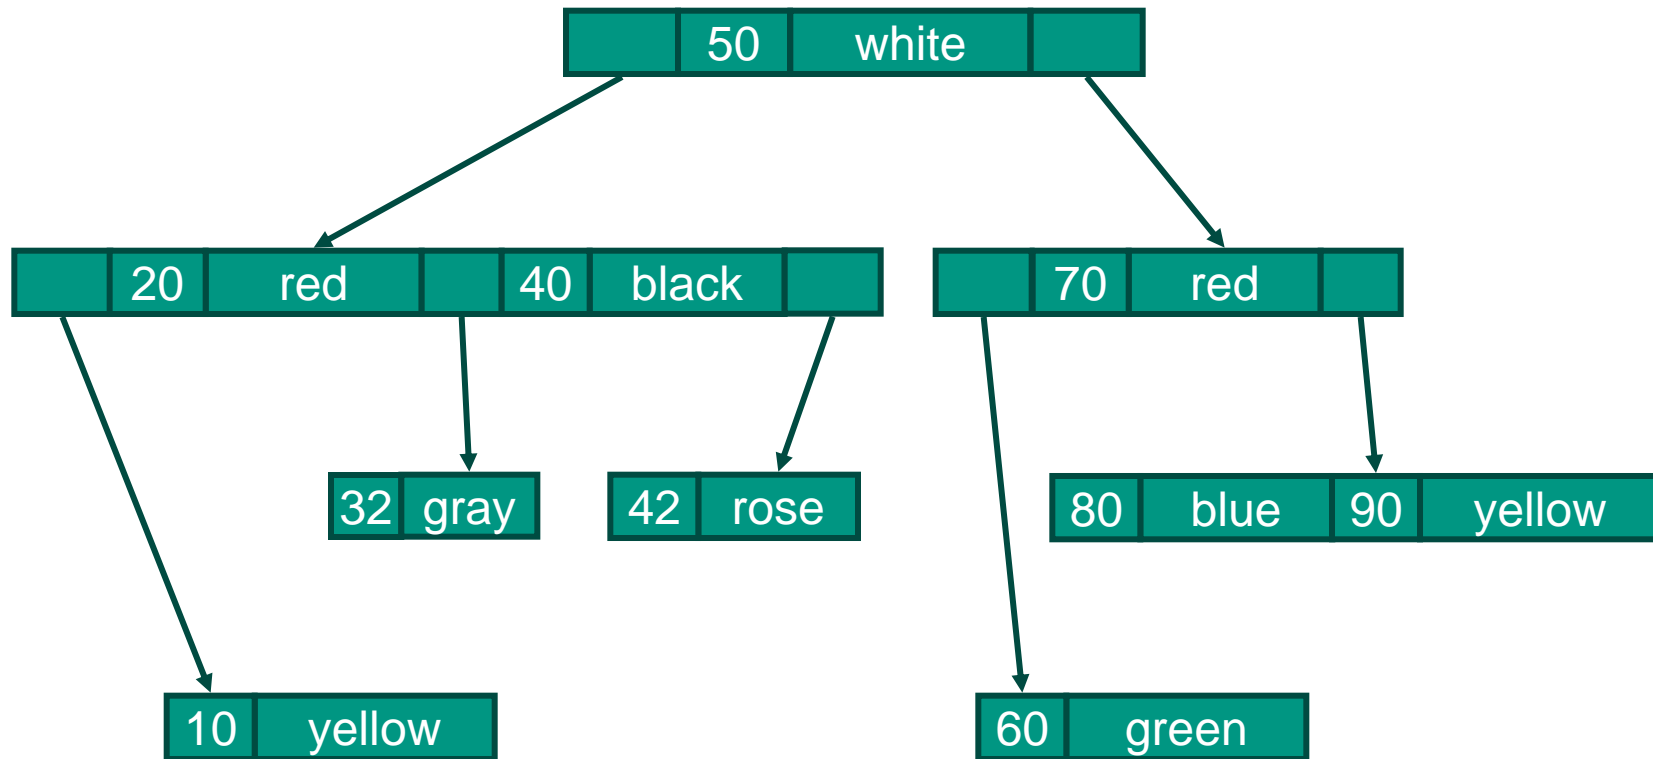 50 white
20 red 40 black
70 red
32 gray
42 rose
80 blue 90 yellow
10 yellow
60 green